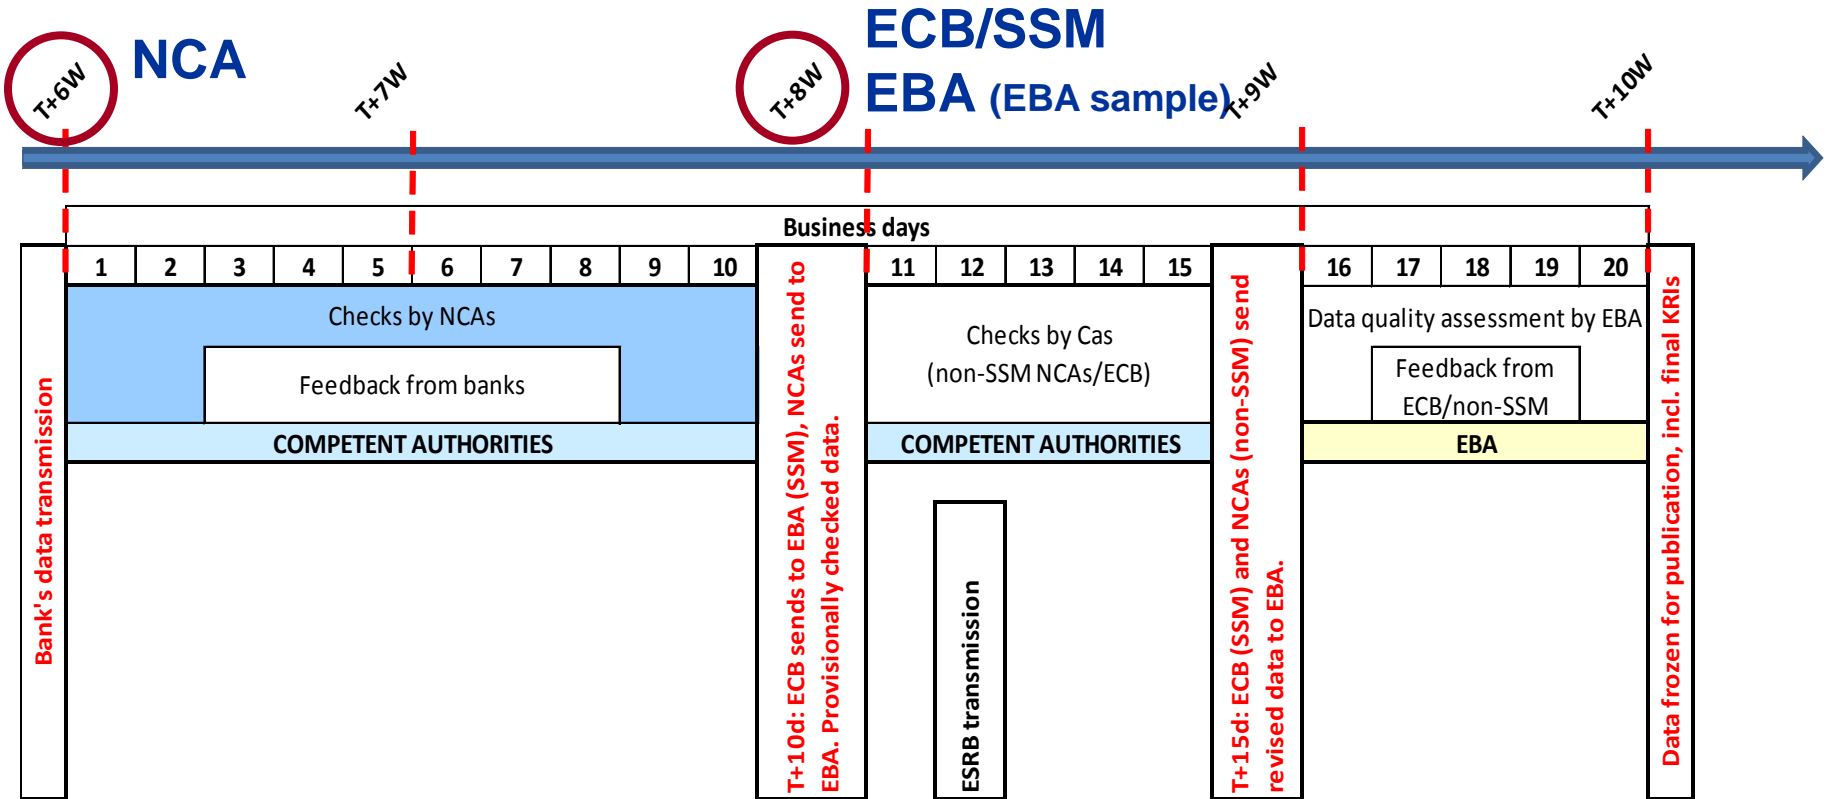 NCA
ECB/SSM
EBA (EBA sample)
T+6W
T+7W
T+8W
T+9W
T+10W
Business days
1 2 3 4 5 6 7 8 9 10 11 12 13 14 15 16 17 18 19 20
Bank's data transmission
Checks by NCAs
Feedback from banks
COMPETENT AUTHORITIES
T+10d: ECB sends to EBA (SSM), NCAs send to
EBA. Provisionally checked data.
Checks by Cas
(non-SSM NCAs/ECB)
COMPETENT AUTHORITIES
ESRB transmission
T+15d: ECB (SSM) and NCAs (non-SSM) send
revised data to EBA.
Data quality assessment by EBA
Feedback from
ECB/non-SSM
EBA
Data frozen for publication, incl. final KRIs